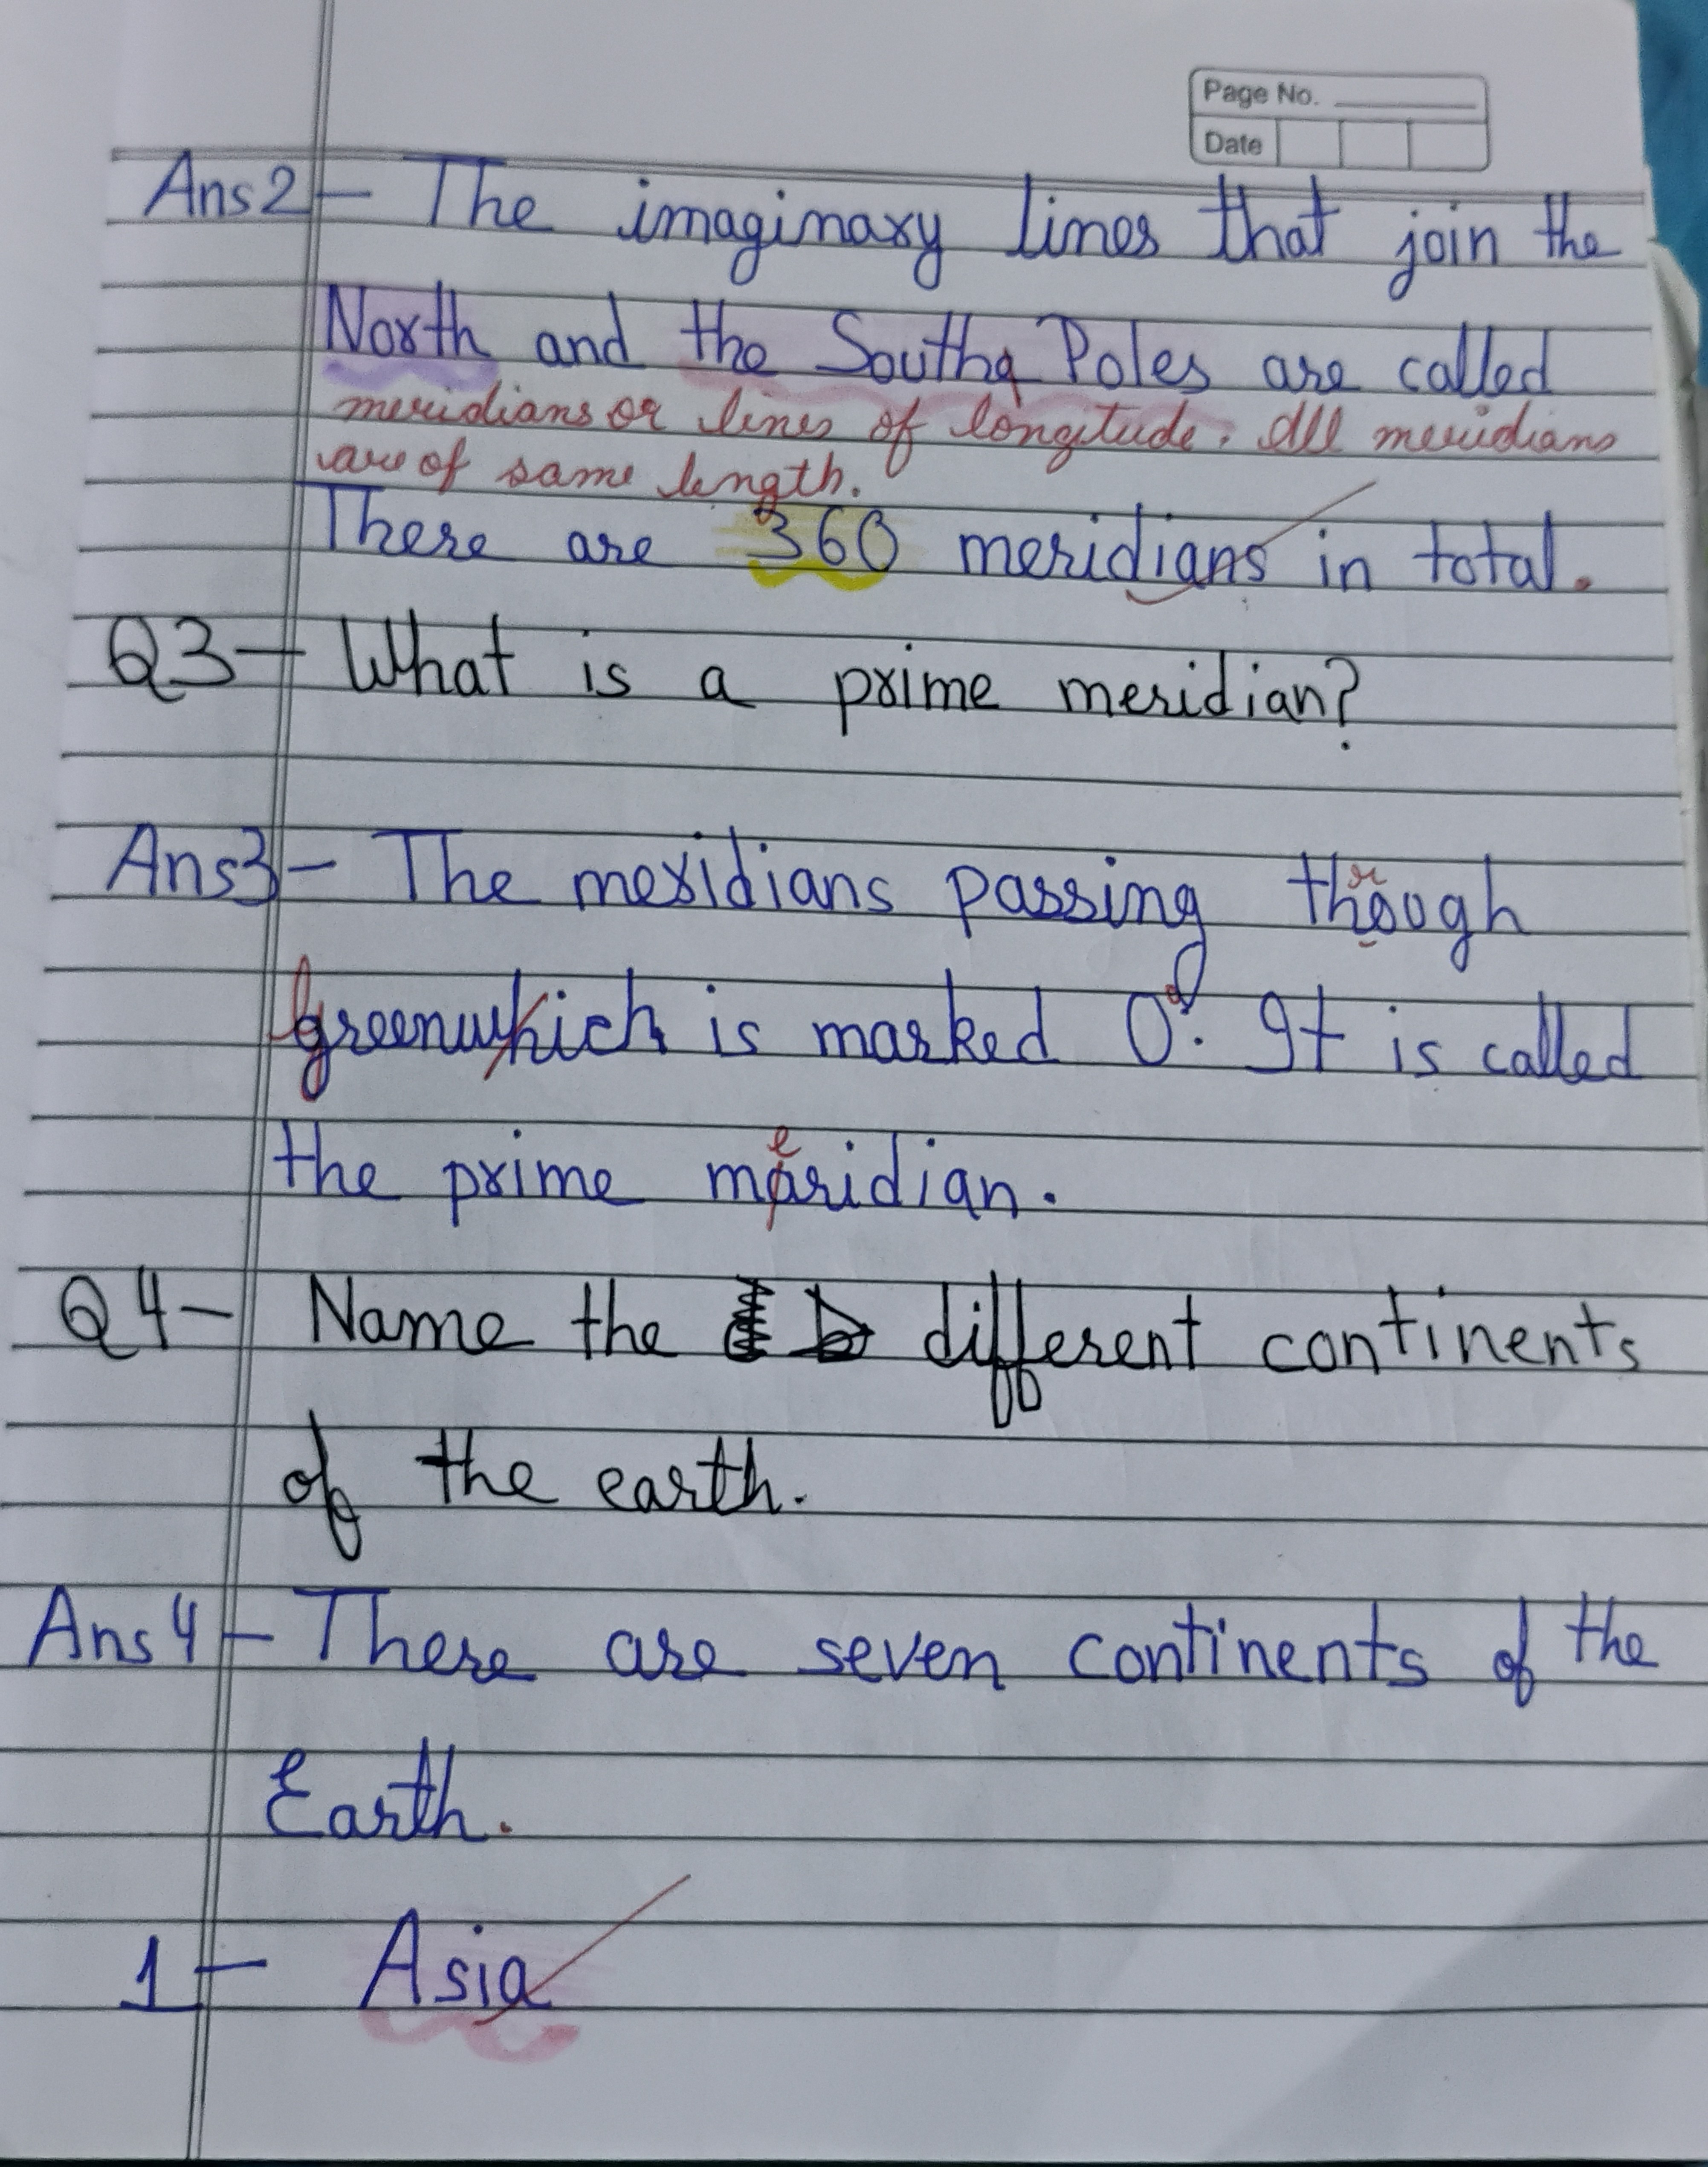 Page No.
Date
Ans2- The imaginary lines that join the
North and the South Poles are called
meridians or lines of longitude. All meridians
are of same length.
There are 360 meridians in total.
Q3- What is a prime meridian?
Ans3- The meridians passing through
Greenwich is marked 0°. It is called
the prime meridian.
Q4- Name the different continents
of the earth.
Ans4- There are seven continents of the
Earth.
1- Asia